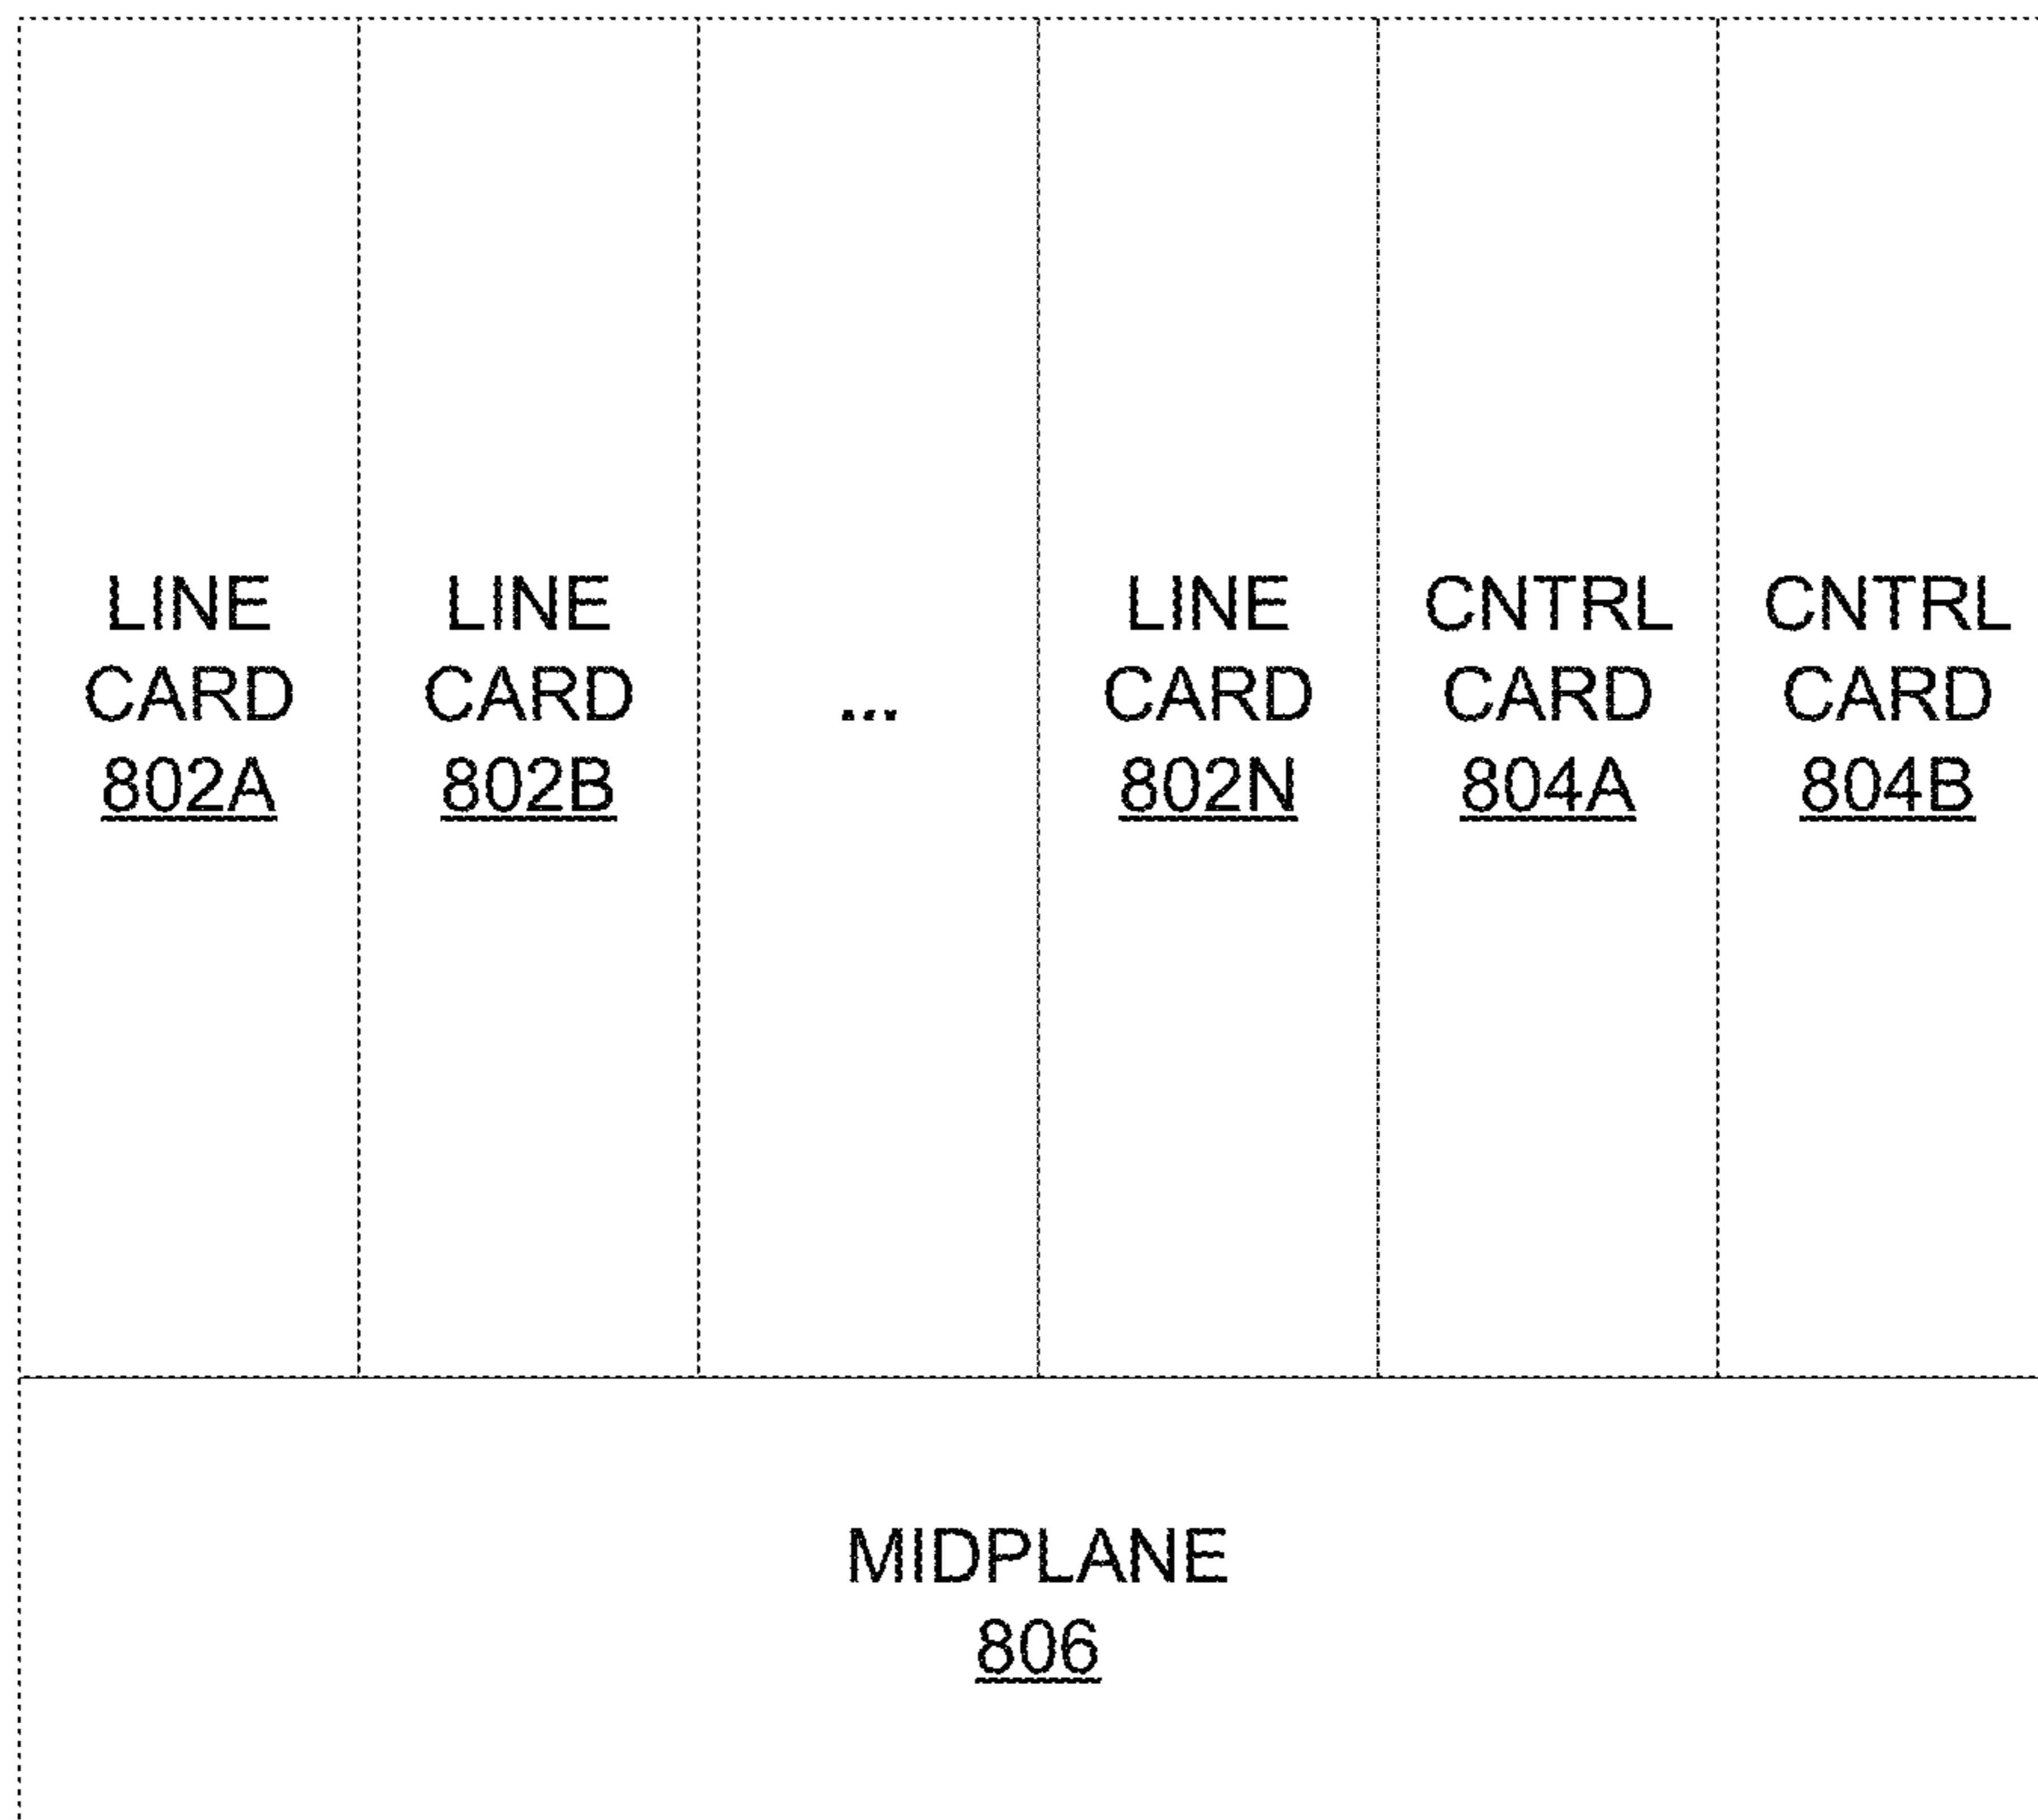 LINE
CARD
802A
LINE
CARD
802B
...
LINE
CARD
802N
CNTRL
CARD
804A
CNTRL
CARD
804B
MIDPLANE
806